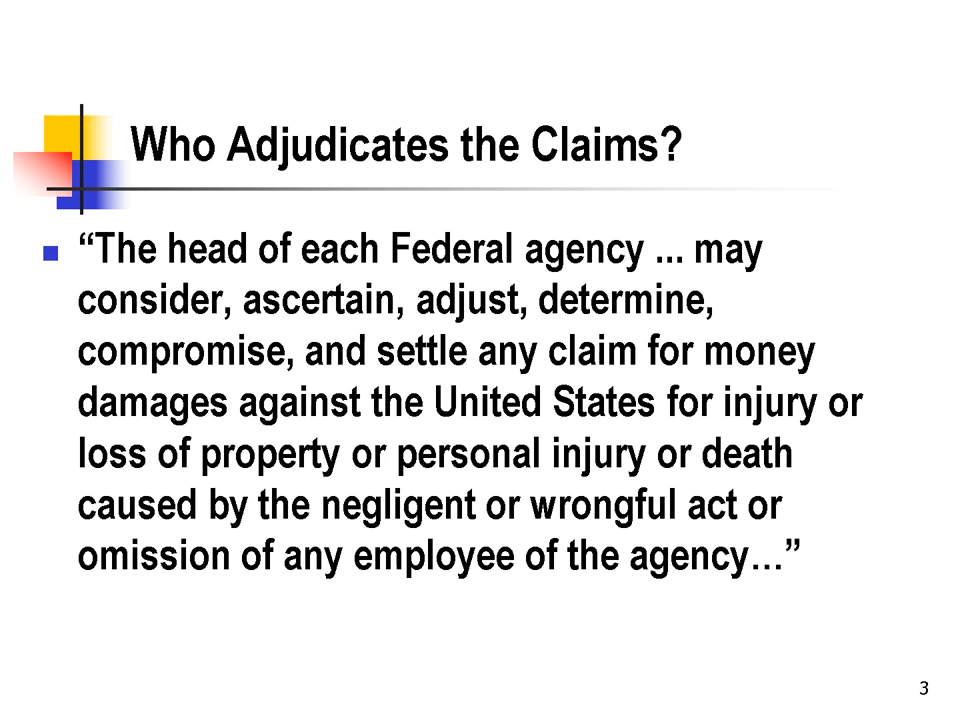 Who Adjudicates the Claims?
“The head of each Federal agency ... may
consider, ascertain, adjust, determine,
compromise, and settle any claim for money
damages against the United States for injury or
loss of property or personal injury or death
caused by the negligent or wrongful act or
omission of any employee of the agency…”
3